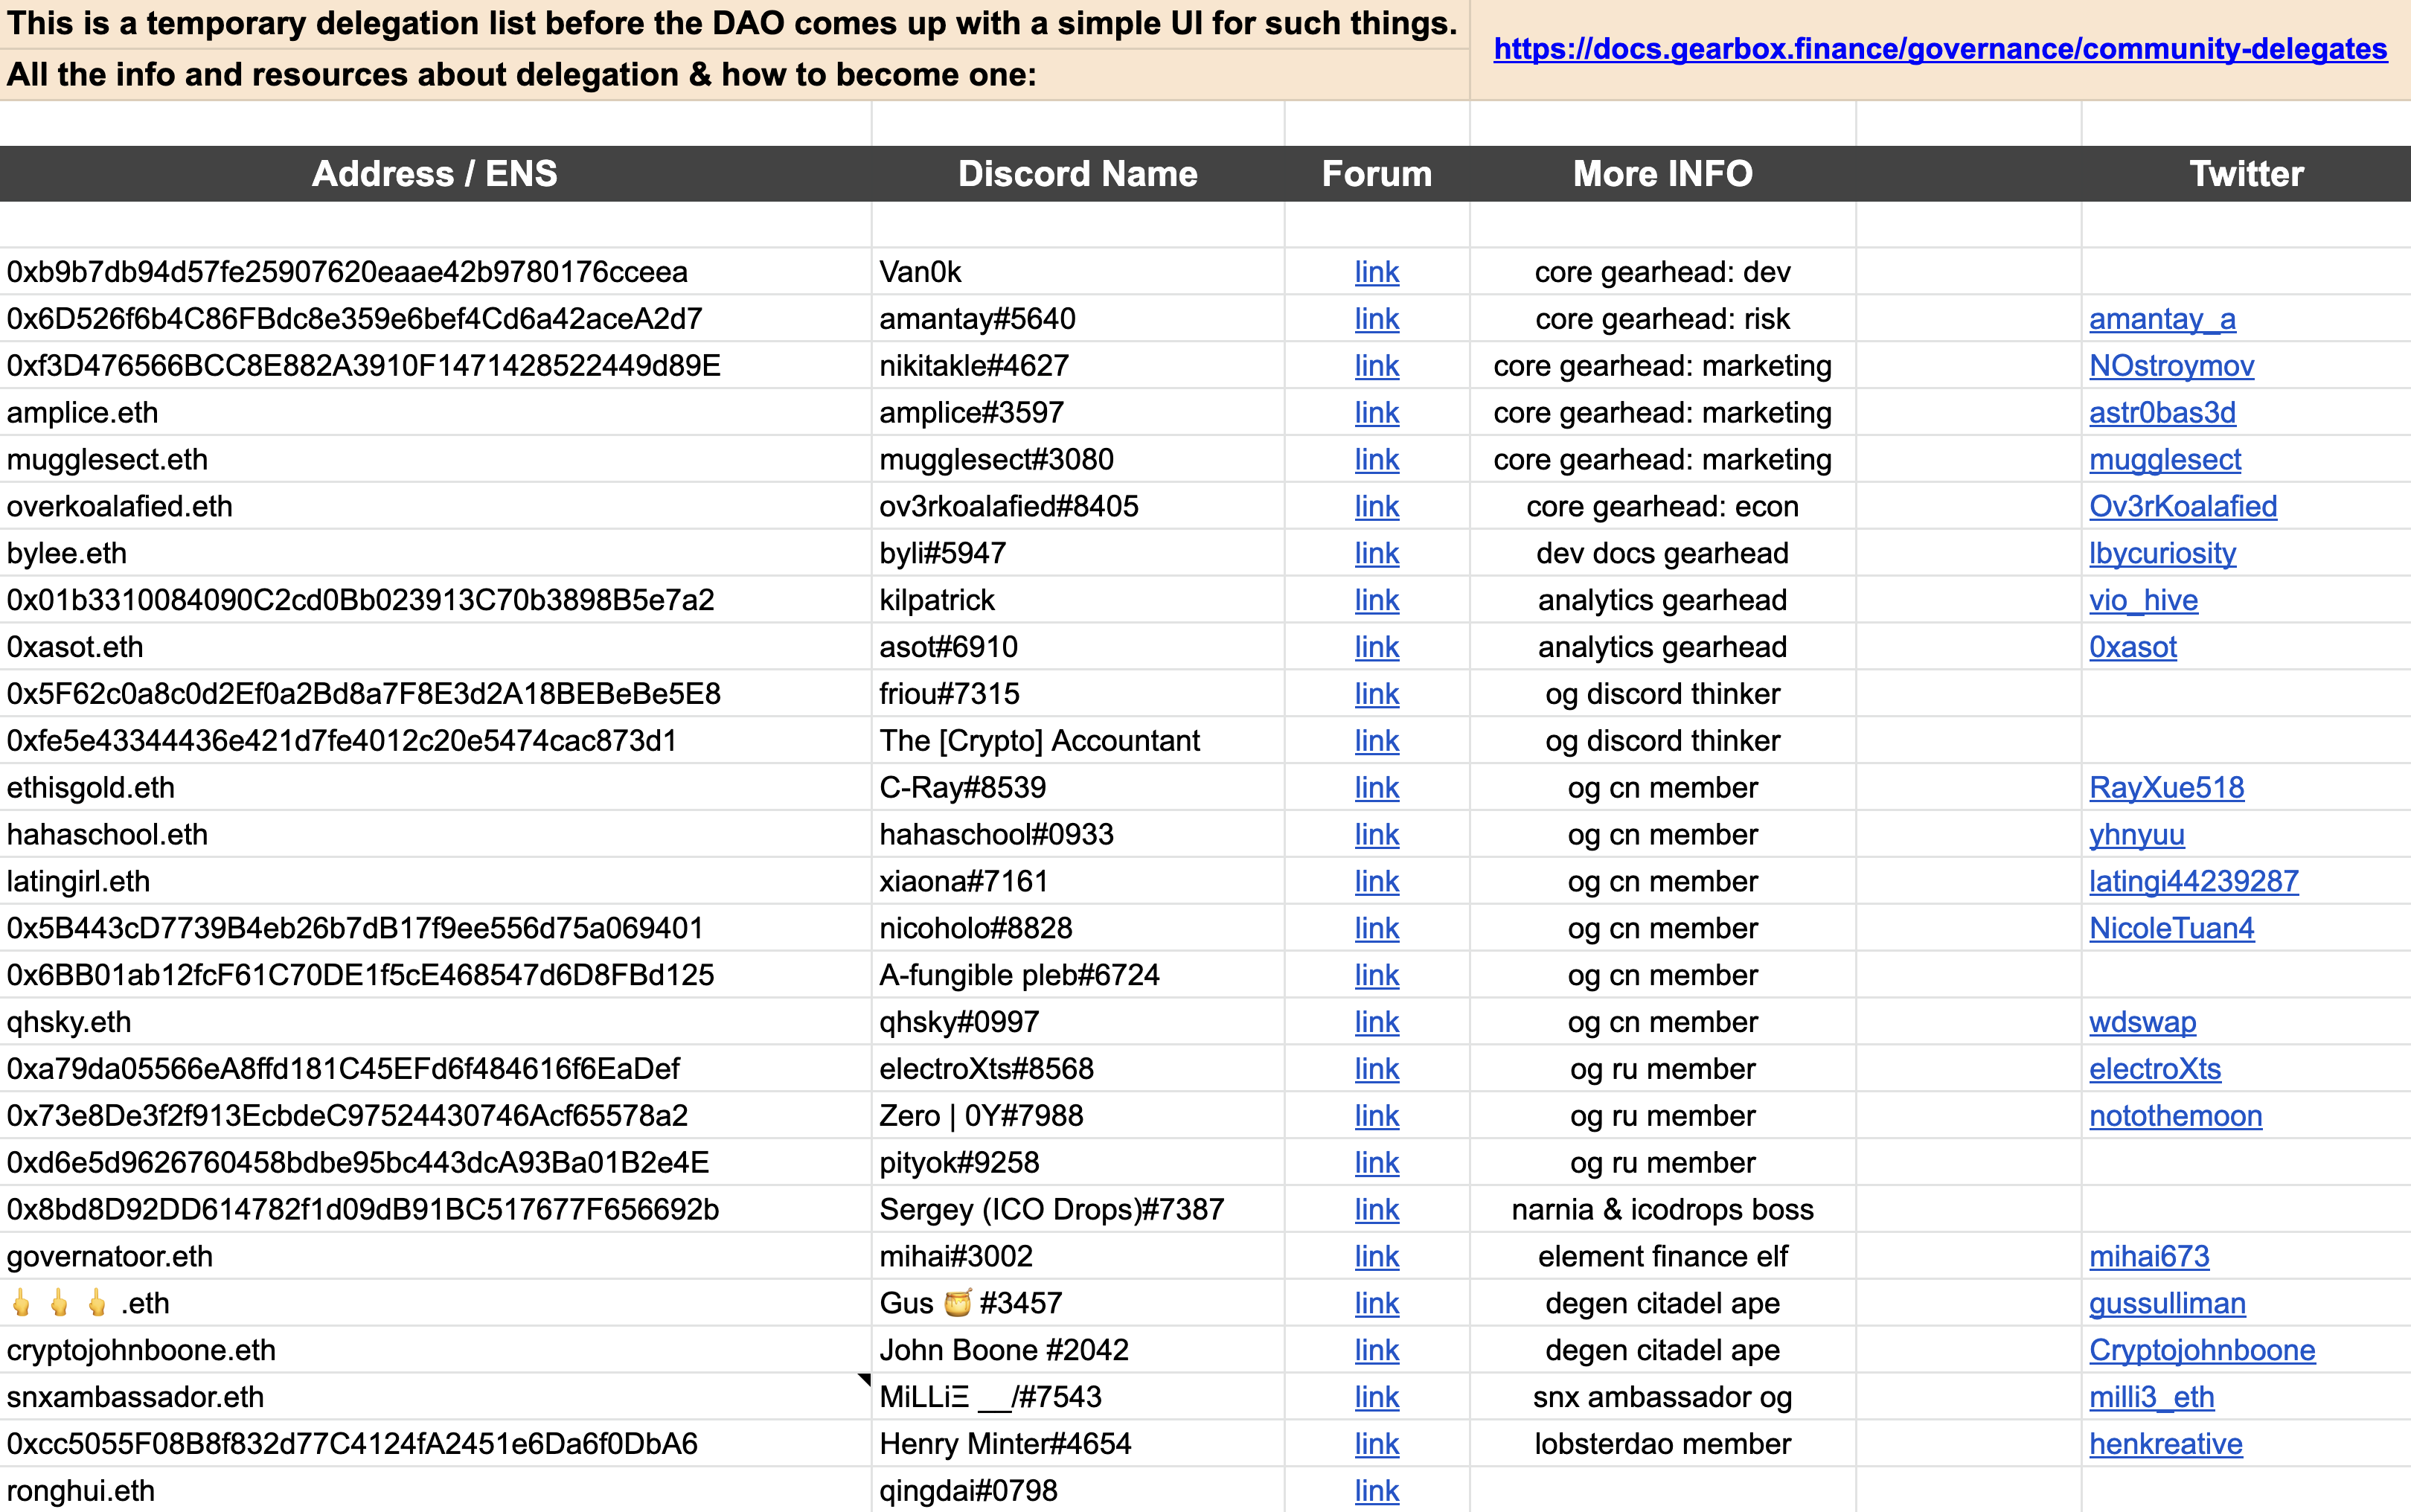 This is a temporary delegation list before the DAO comes up with a simple UI for such things.
https://docs.gearbox.finance/governance/community-delegates
All the info and resources about delegation & how to become one:
Address / ENS Discord Name Forum More INFO Twitter
0xb9b7db94d57fe25907620eaae42b9780176cceea Van0k link core gearhead: dev
0x6D526f6b4C86FBdc8e359e6bef4Cd6a42aceA2d7 amantay#5640 link core gearhead: risk amantay_a
0xf3D476566BCC8E882A3910F1471428522449d89E nikitakle#4627 link core gearhead: marketing NOstroymov
amplice.eth amplice#3597 link core gearhead: marketing astr0bas3d
mugglesect.eth mugglesect#3080 link core gearhead: marketing mugglesect
overkoalafied.eth ov3rkoalafied#8405 link core gearhead: econ Ov3rKoalafied
bylee.eth byli#5947 link dev docs gearhead lbycuriosity
0x01b3310084090C2cd0Bb023913C70b3898B5e7a2 kilpatrick link analytics gearhead vio_hive
0xasot.eth asot#6910 link analytics gearhead 0xasot
0x5F62c0a8c0d2Ef0a2Bd8a7F8E3d2A18BEBeBe5E8 friou#7315 link og discord thinker
0xfe5e43344436e421d7fe4012c20e5474cac873d1 The [Crypto] Accountant link og discord thinker
ethisgold.eth C-Ray#8539 link og cn member RayXue518
hahaschool.eth hahaschool#0933 link og cn member yhnyuu
latingirl.eth xiaona#7161 link og cn member latingi44239287
0x5B443cD7739B4eb26b7dB17f9ee556d75a069401 nicoholo#8828 link og cn member NicoleTuan4
0x6BB01ab12fcF61C70DE1f5cE468547d6D8FBd125 A-fungible pleb#6724 link og cn member
qhsky.eth qhsky#0997 link og cn member wdswap
0xa79da05566eA8ffd181C45EFd6f484616f6EaDef electroXts#8568 link og ru member electroXts
0x73e8De3f2f913EcbdeC97524430746Acf65578a2 Zero | 0Y#7988 link og ru member notothemoon
0xd6e5d9626760458bdbe95bc443dcA93Ba01B2e4E pityok#9258 link og ru member
0x8bd8D92DD614782f1d09dB91BC517677F656692b Sergey (ICO Drops)#7387 link narnia & icodrops boss
governatoor.eth mihai#3002 link element finance elf mihai673
🖕🖕🖕.eth Gus 🍯 #3457 link degen citadel ape gussulliman
cryptojohnboone.eth John Boone #2042 link degen citadel ape Cryptojohnboone
snxambassador.eth MiLLiΞ __/#7543 link snx ambassador og milli3_eth
0xcc5055F08B8f832d77C4124fA2451e6Da6f0DbA6 Henry Minter#4654 link lobsterdao member henkreative
ronghui.eth qingdai#0798 link